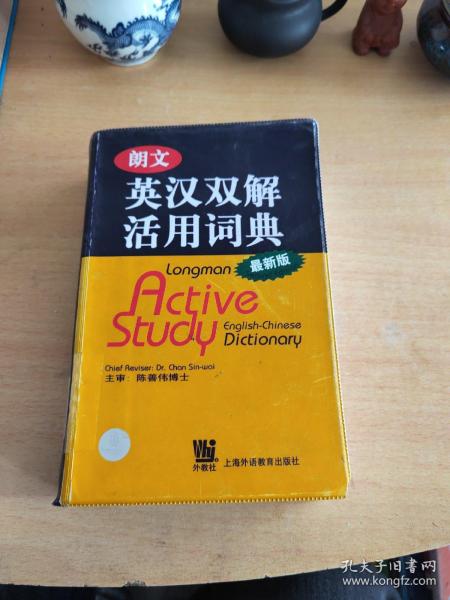 朗文
英汉双解
活用词典
最新版
Longman
Active
Study
English-Chinese
Dictionary
Chief Reviser: Dr. Chan Sin-wai
主审：陈善伟博士
外教社
上海外语教育出版社
孔夫子旧书网
www.kongfz.com